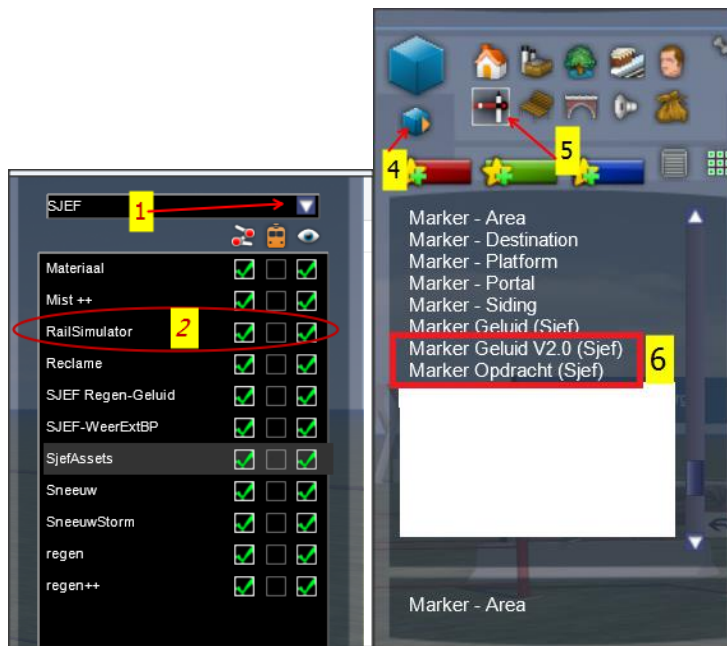 SJEF
1
Materiaal
Mist ++
RailSimulator
2
Reclame
SJEF Regen-Geluid
SJEF-WeerExtBP
SjefAssets
Sneeuw
SneeuwStorm
regen
regen++
4
5
Marker - Area
Marker - Destination
Marker - Platform
Marker - Portal
Marker - Siding
Marker Geluid (Sjef)
Marker Geluid V2.0 (Sjef)
Marker Opdracht (Sjef)
6
Marker - Area